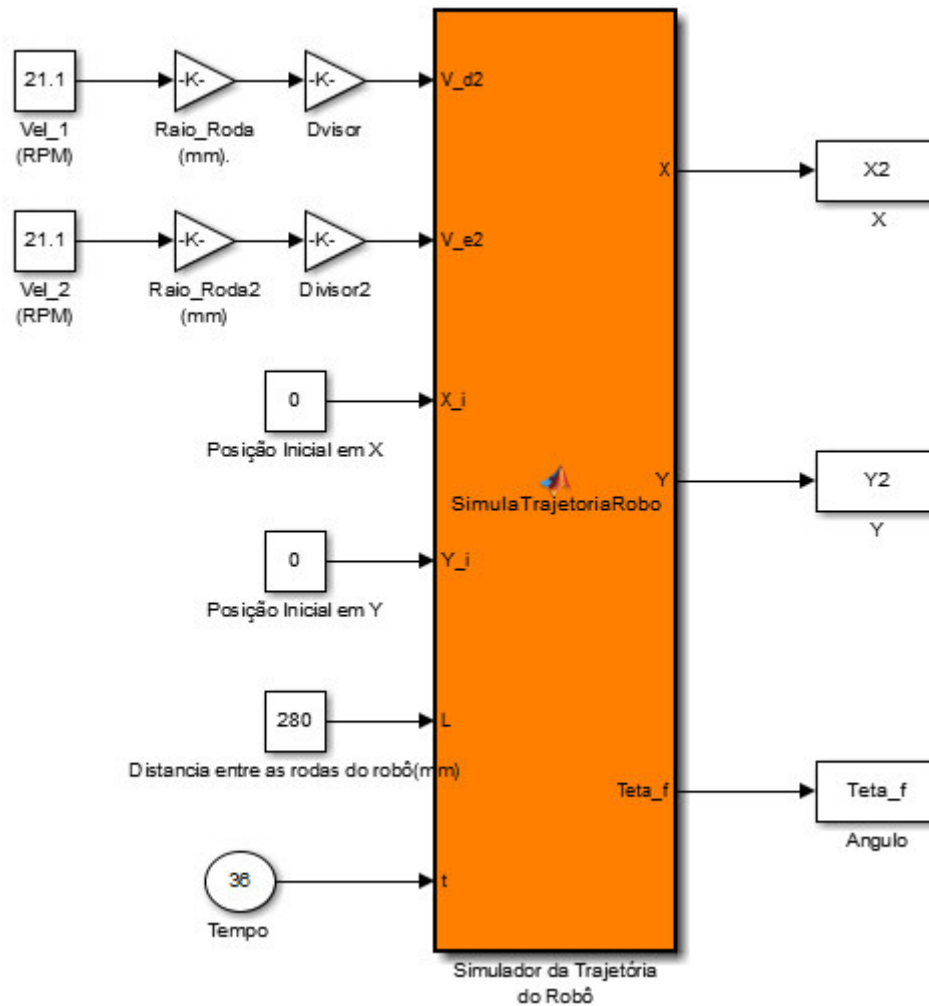 21.1
Vel_1
(RPM)
-K-
Raio_Roda
(mm).
-K-
Dvisor
V_d2
21.1
Vel_2
(RPM)
-K-
Raio_Roda2
(mm)
-K-
Divisor2
V_e2
0
Posição Inicial em X
X_i
0
Posição Inicial em Y
Y_i
280
Distancia entre as rodas do robô(mm)
L
36
Tempo
t
SimulaTrajetoriaRobo
X
X2
X
Y
Y2
Y
Teta_f
Teta_f
Angulo
Simulador da Trajetória
do Robô